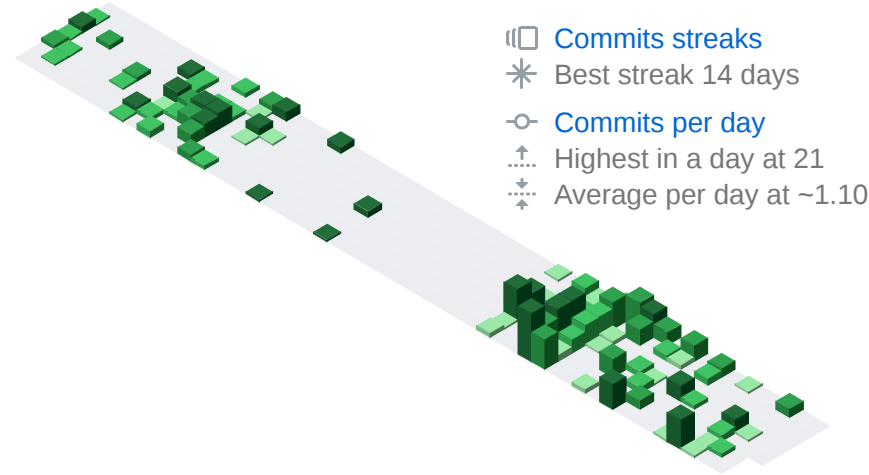 Commits streaks
Best streak 14 days
Commits per day
Highest in a day at 21
Average per day at ~1.10